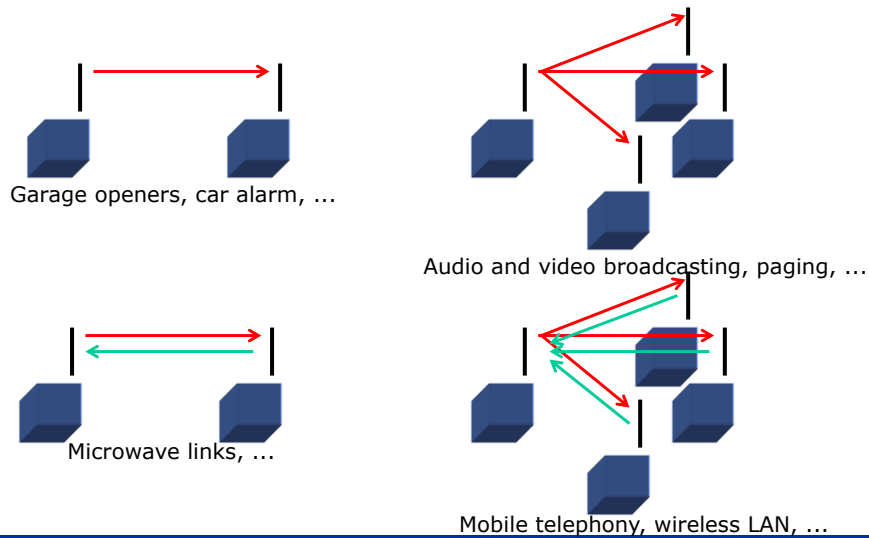 Garage openers, car alarm, ...
Audio and video broadcasting, paging, ...
Microwave links, ...
Mobile telephony, wireless LAN, ...